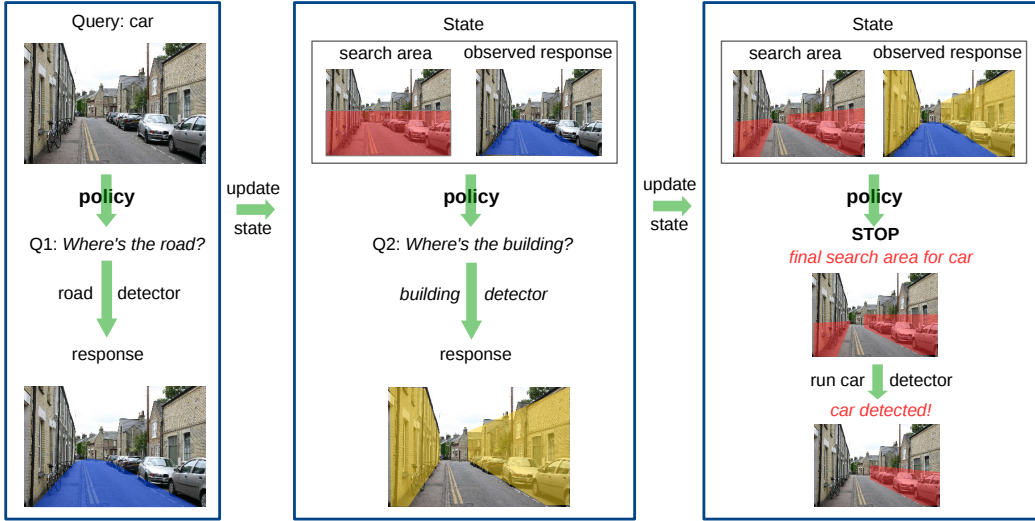 Query: car
policy
Q1: Where's the road?
road detector
response
update
state
State
search area observed response
policy
Q2: Where's the building?
building detector
response
update
state
State
search area observed response
policy
STOP
final search area for car
run car detector
car detected!